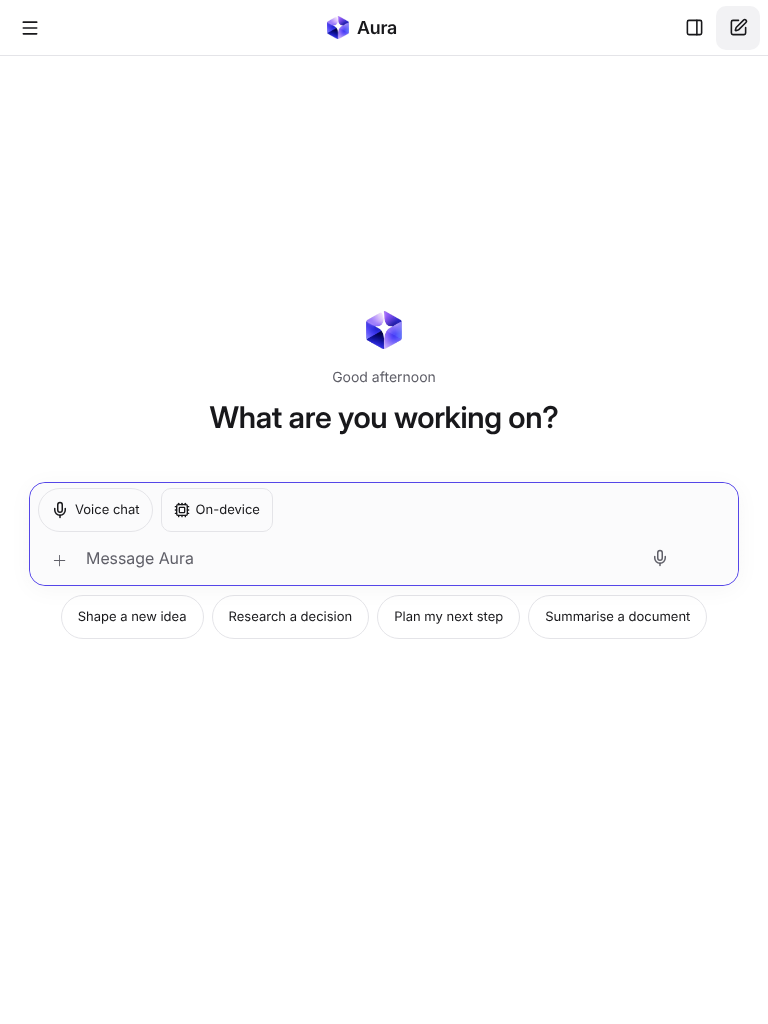 Aura
Good afternoon
What are you working on?
Voice chat
On-device
Message Aura
Shape a new idea
Research a decision
Plan my next step
Summarise a document